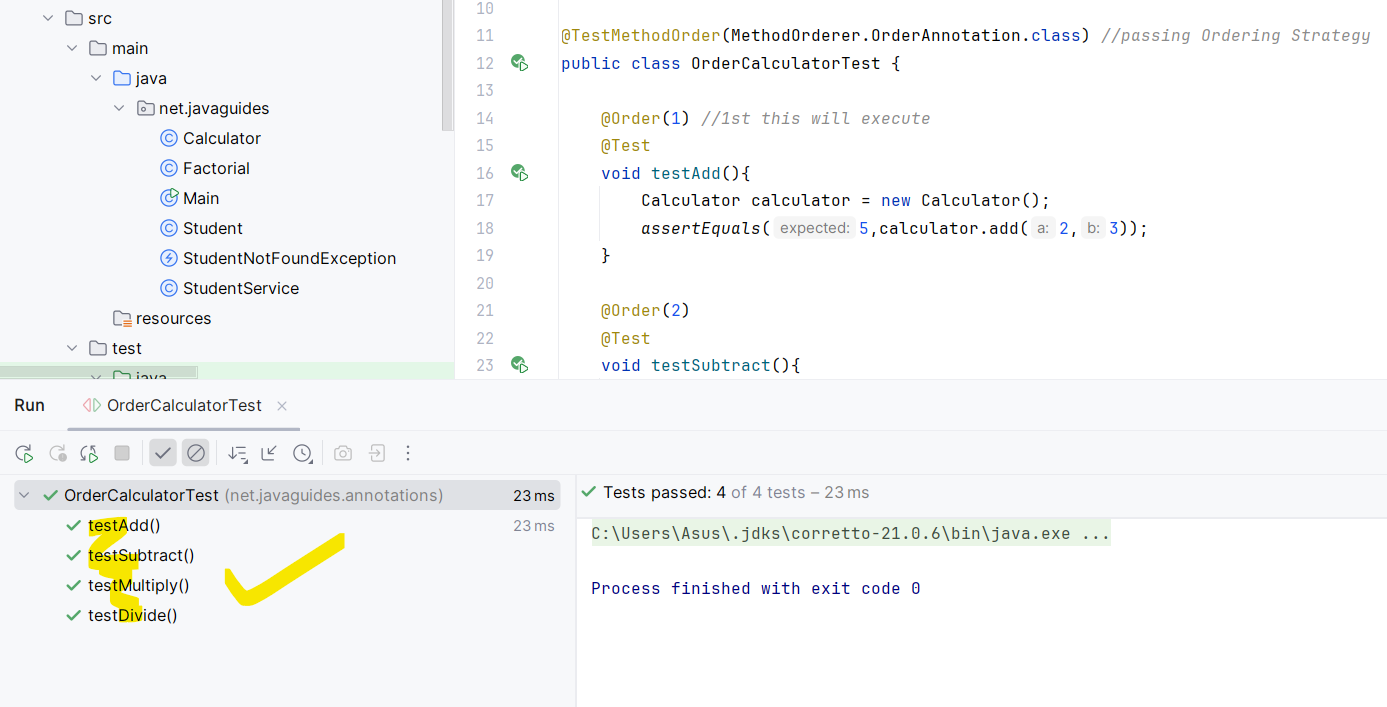 src
main
java
net.javaguides
Calculator
Factorial
Main
Student
StudentNotFoundException
StudentService
resources
test
java
10
11 @TestMethodOrder(MethodOrderer.OrderAnnotation.class) //passing Ordering Strategy
12 public class OrderCalculatorTest {
13
14 @Order(1) //1st this will execute
15 @Test
16 void testAdd(){
17 Calculator calculator = new Calculator();
18 assertEquals( expected: 5,calculator.add( a: 2, b: 3));
19 }
20
21 @Order(2)
22 @Test
23 void testSubtract(){
Run OrderCalculatorTest
OrderCalculatorTest (net.javaguides.annotations) 23 ms
testAdd() 23 ms
testSubtract()
testMultiply()
testDivide()
Tests passed: 4 of 4 tests – 23 ms
C:\Users\Asus\.jdks\corretto-21.0.6\bin\java.exe ...
Process finished with exit code 0